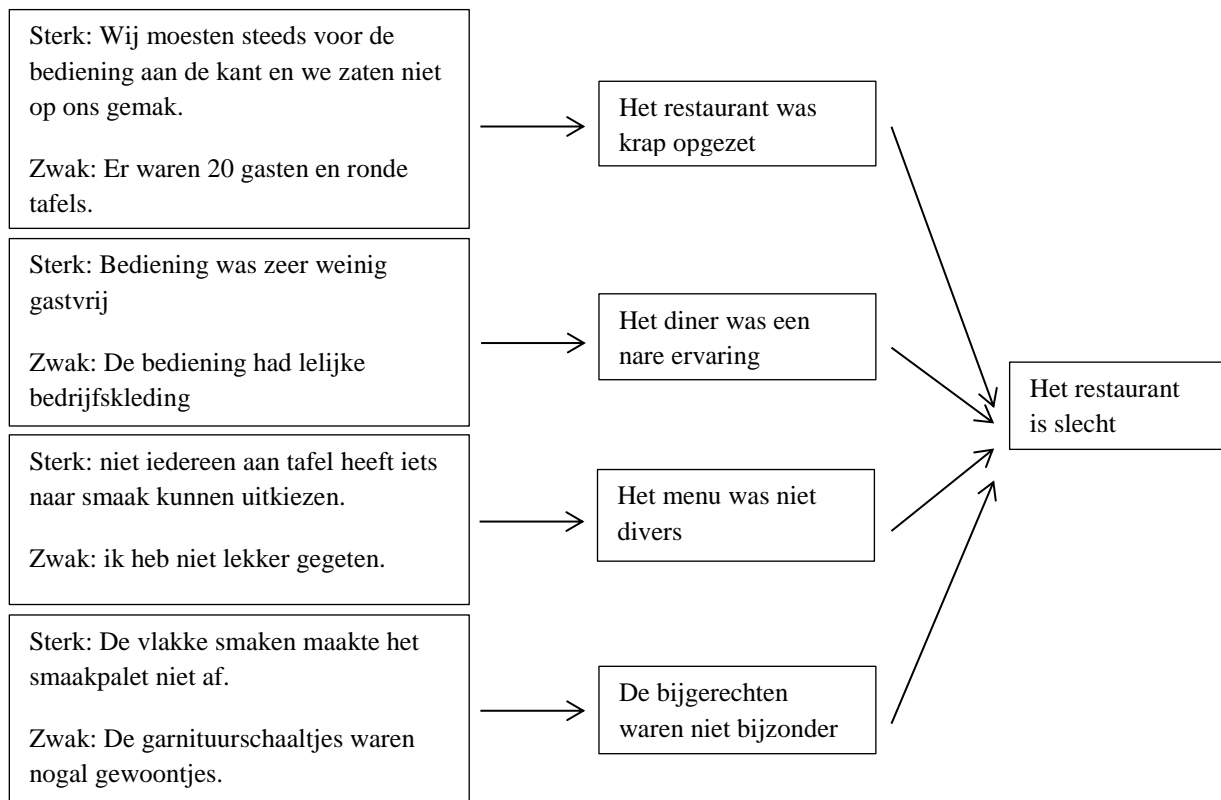 Sterk: Wij moesten steeds voor de
bediening aan de kant en we zaten niet
op ons gemak.
Zwak: Er waren 20 gasten en ronde
tafels.
Het restaurant was
krap opgezet
Sterk: Bediening was zeer weinig
gastvrij
Zwak: De bediening had lelijke
bedrijfskleding
Het diner was een
nare ervaring
Sterk: niet iedereen aan tafel heeft iets
naar smaak kunnen uitkiezen.
Zwak: ik heb niet lekker gegeten.
Het menu was niet
divers
Sterk: De vlakke smaken maakte het
smaakpalet niet af.
Zwak: De garnituurschaaltjes waren
nogal gewoontjes.
De bijgerechten
waren niet bijzonder
Het restaurant
is slecht